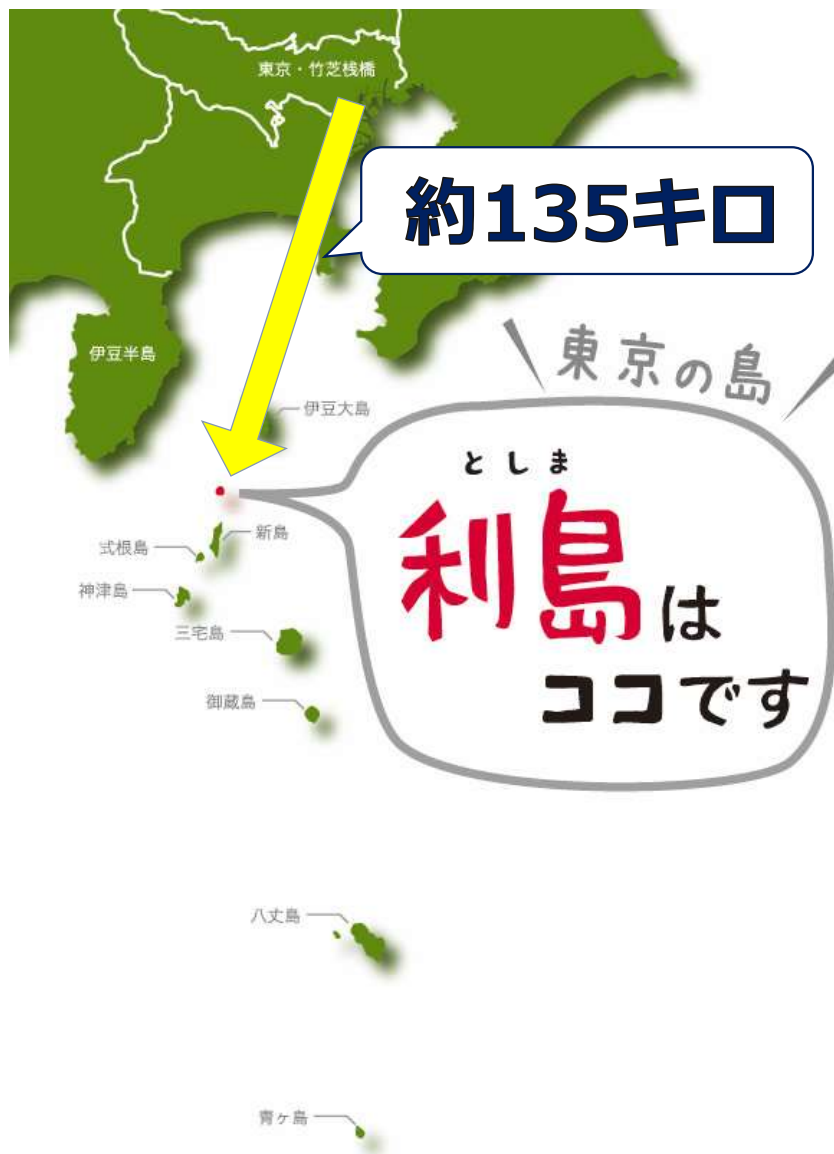 東京・竹芝桟橋
約135キロ
東京の島
伊豆半島
伊豆大島
としま
利島は
ココです
新島
式根島
神津島
三宅島
御蔵島
八丈島
青ヶ島